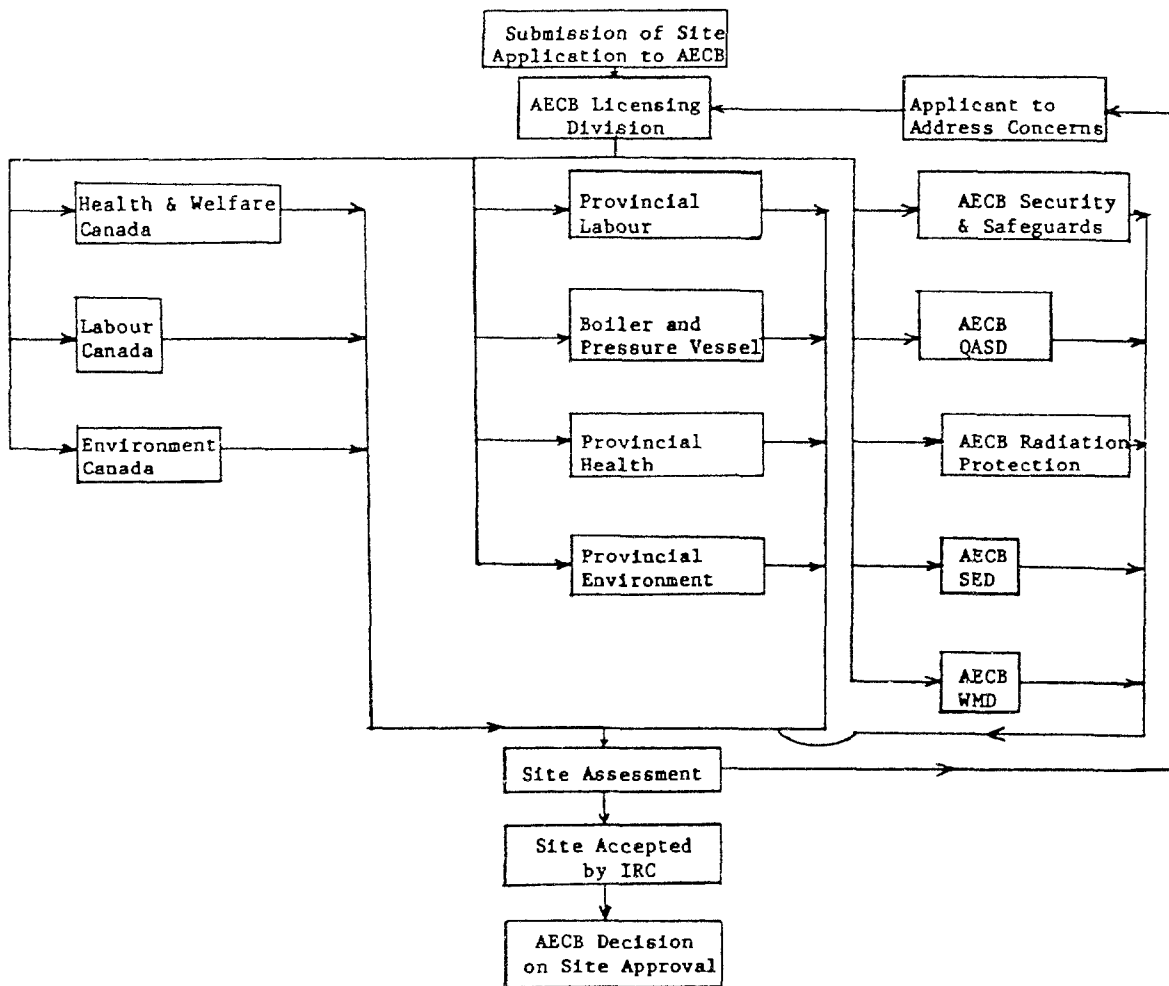 Submission of Site
Application to AECB
AECB Licensing
Division
Applicant to
Address Concerns
Health & Welfare
Canada
Labour
Canada
Environment
Canada
Provincial
Labour
Boiler and
Pressure Vessel
Provincial
Health
Provincial
Environment
AECB Security
& Safeguards
AECB
QASD
AECB Radiation
Protection
AECB
SED
AECB
WMD
Site Assessment
Site Accepted
by IRC
AECB Decision
on Site Approval